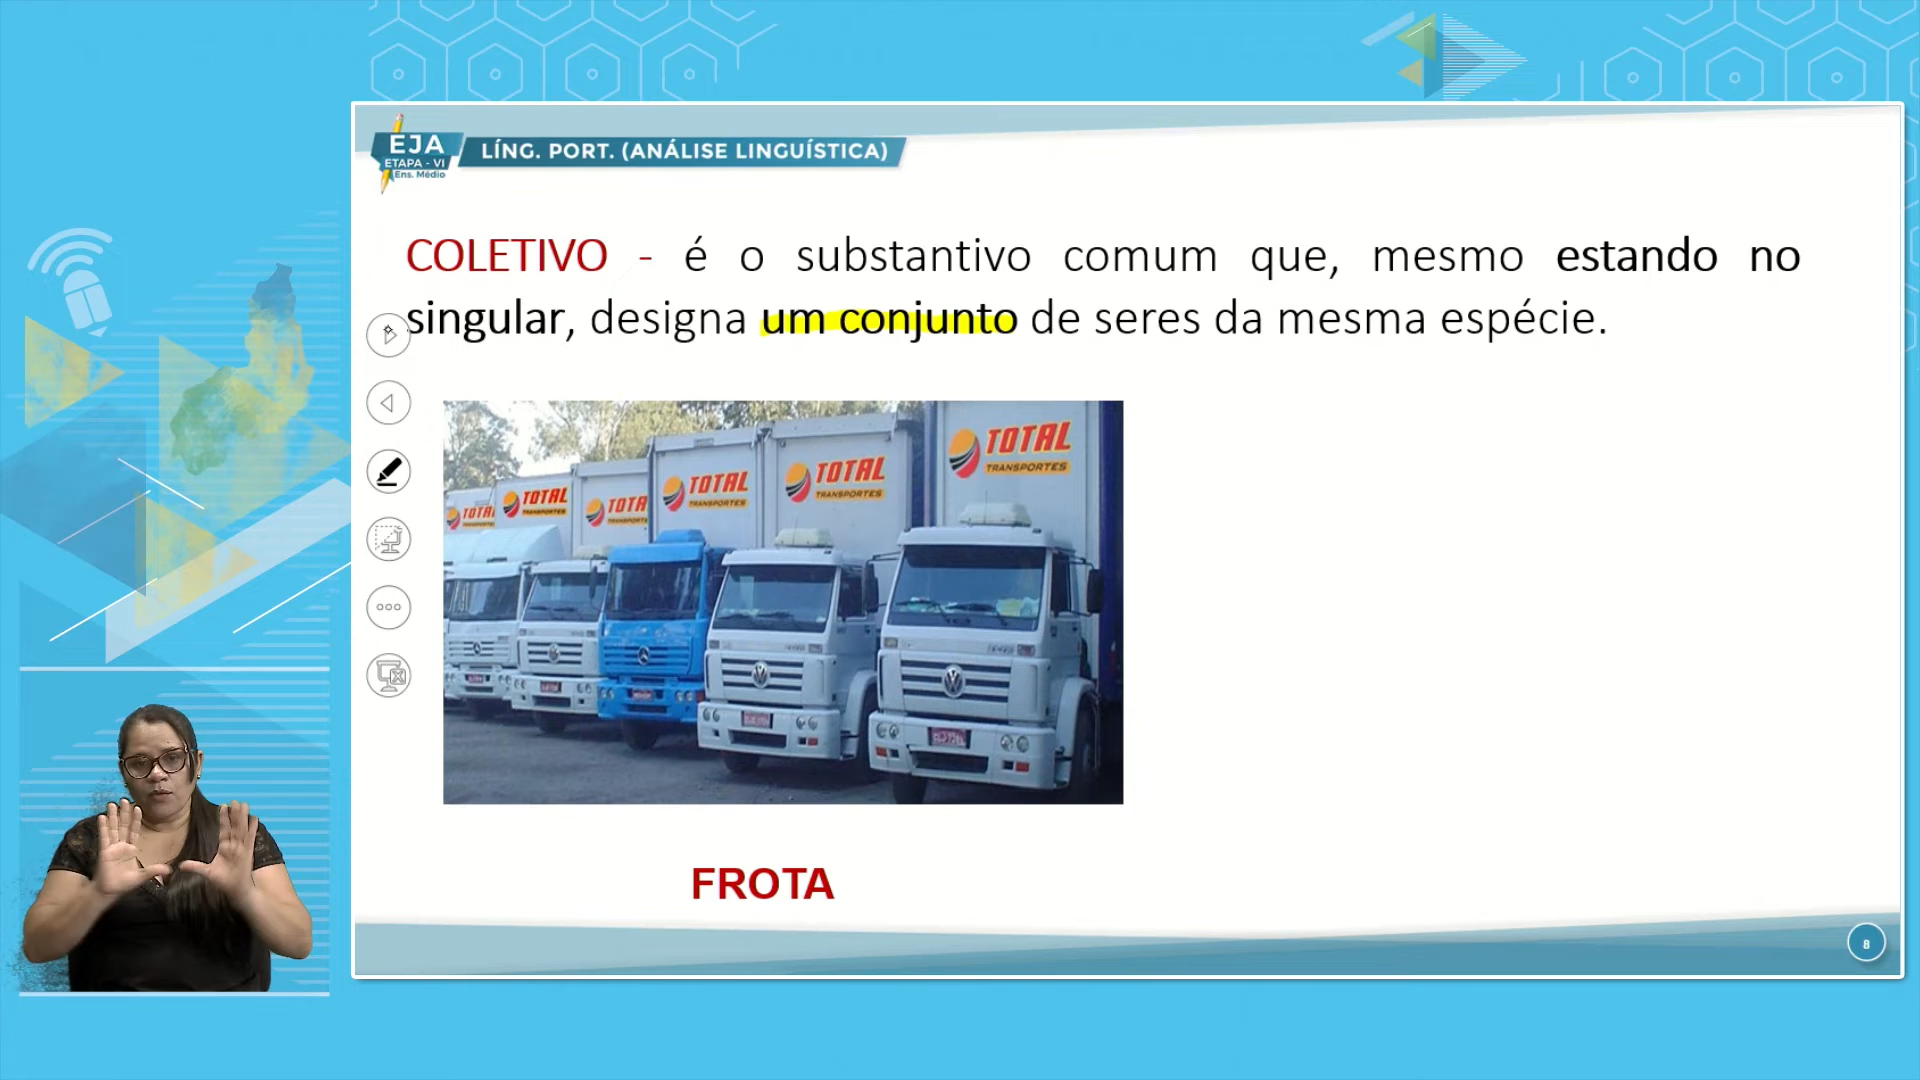 EJA
ETAPA - VI
Ens. Médio
LÍNG. PORT. (ANÁLISE LINGUÍSTICA)
COLETIVO - é o substantivo comum que, mesmo estando no
singular, designa um conjunto de seres da mesma espécie.
TOTAL
TRANSPORTES
TOTAL
TRANSPORTES
TOTAL
TRANSPORTES
TOTAL
TRANSPORTES
FROTA
8